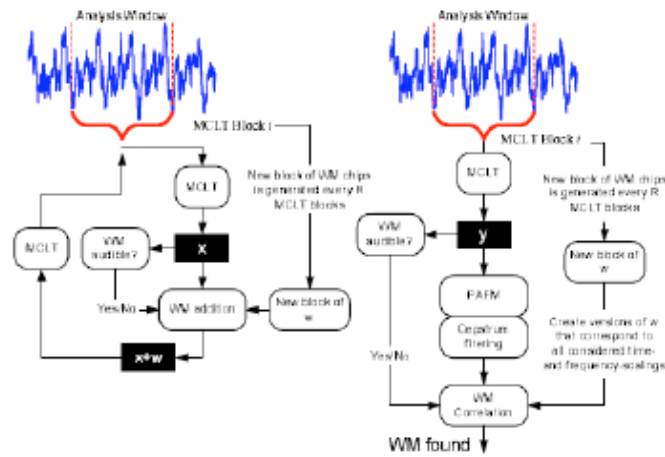 Analysis Window
MCLT Block i
MCLT
New block of WM chips
is generated every R
MCLT blocks
MCLT
WM
audible?
x
Yes/No
WM addition
New block of
w
x+w
Analysis Window
MCLT Block i
MCLT
New block of WM chips
is generated every R
MCLT blocks
WM
audible?
y
New block of
w
PAFM
Cepstrum
filtering
Create versions of w
that correspond to
all considered time-
and frequency-scalings
Yes/No
WM
Correlation
WM found